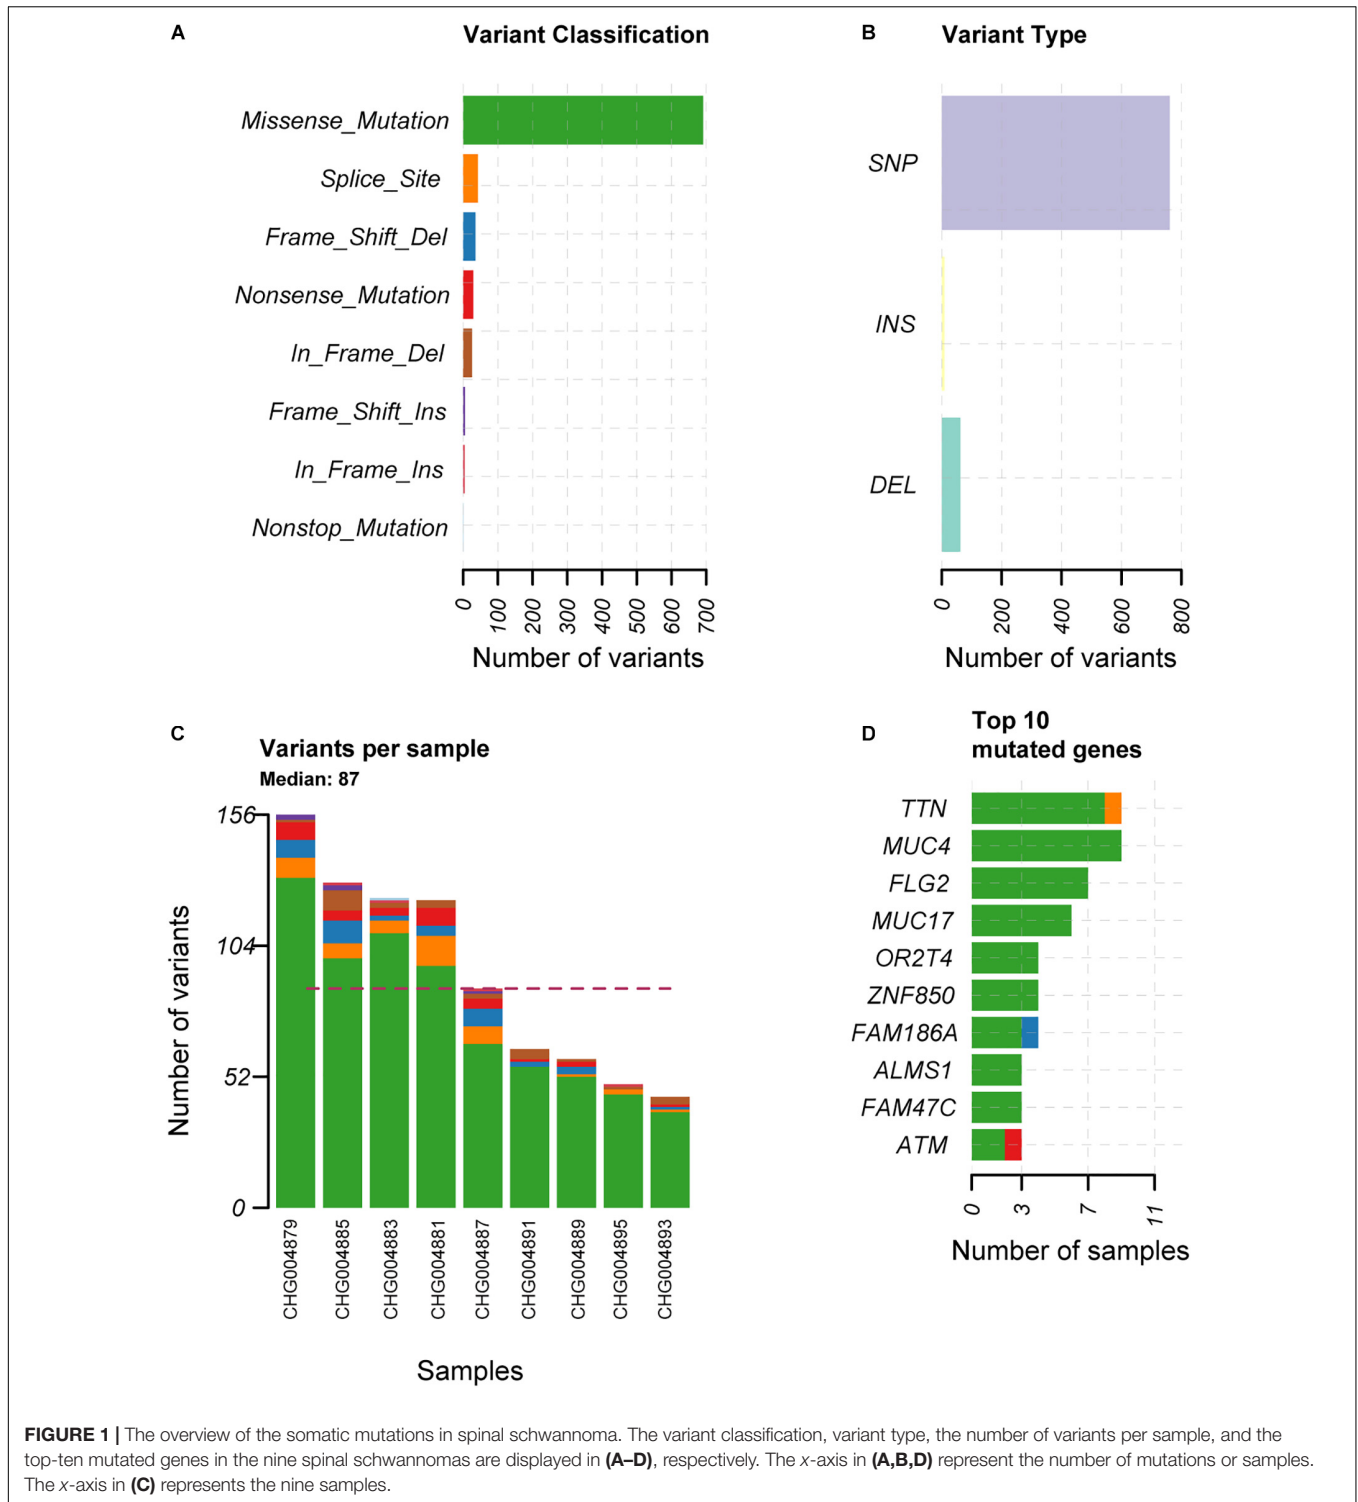 A
Variant Classification
Missense_Mutation
Splice_Site
Frame_Shift_Del
Nonsense_Mutation
In_Frame_Del
Frame_Shift_Ins
In_Frame_Ins
Nonstop_Mutation
0 100 200 300 400 500 600 700
Number of variants
B
Variant Type
SNP
INS
DEL
0 200 400 600 800
Number of variants
C
Variants per sample
Median: 87
156
104
52
0
Number of variants
CHG004879
CHG004885
CHG004883
CHG004881
CHG004887
CHG004891
CHG004889
CHG004895
CHG004893
Samples
D
Top 10
mutated genes
TTN
MUC4
FLG2
MUC17
OR2T4
ZNF850
FAM186A
ALMS1
FAM47C
ATM
0 3 7 11
Number of samples
FIGURE 1 | The overview of the somatic mutations in spinal schwannoma. The variant classification, variant type, the number of variants per sample, and the
top-ten mutated genes in the nine spinal schwannomas are displayed in (A–D), respectively. The x-axis in (A,B,D) represent the number of mutations or samples.
The x-axis in (C) represents the nine samples.